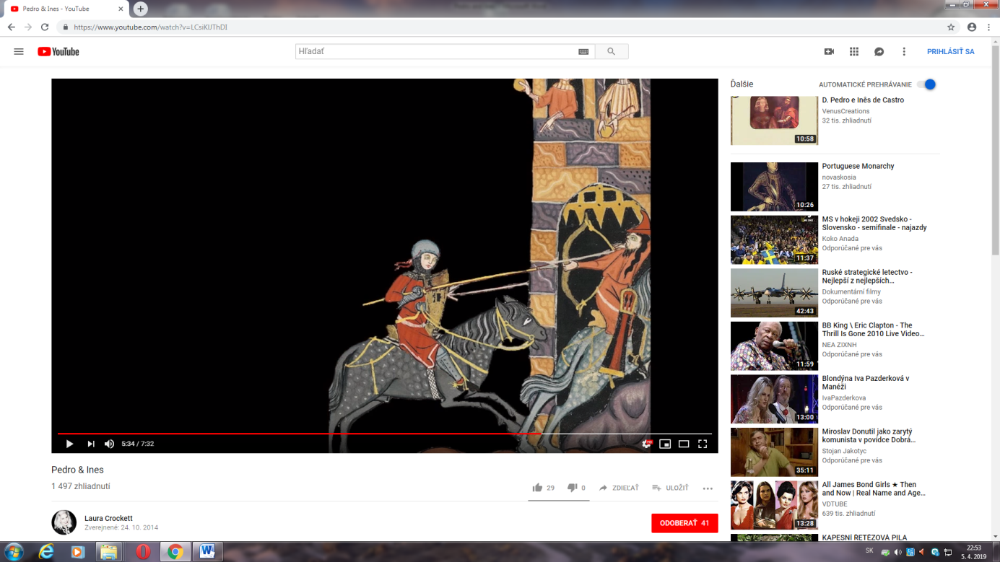 Pedro & Ines - YouTube
https://www.youtube.com/watch?v=LCsiKlJThDI
YouTube
Hľadať
PRIHLÁSIŤ SA
5:34 / 7:32
HD
Pedro & Ines
1 497 zhliadnutí
29
0
ZDIEĽAŤ
ULOŽIŤ
Laura Crockett
Zverejnené: 24. 10. 2014
ODOBERAŤ 41
Ďalšie
AUTOMATICKÉ PREHRÁVANIE
D. Pedro e Inês de Castro
VenusCreations
32 tis. zhliadnutí
10:58
Portuguese Monarchy
novaskosia
27 tis. zhliadnutí
10:26
MS v hokeji 2002 Svedsko -
Slovensko - semifinale - najazdy
Koko Anada
Odporúčané pre vás
11:37
Ruské strategické letectvo -
Nejlepší z nejlepších...
Dokumentární filmy
Odporúčané pre vás
42:43
BB King \ Eric Clapton - The
Thrill Is Gone 2010 Live Video...
NEA ZIXNH
Odporúčané pre vás
11:59
Blondýna Iva Pazderková v
Manéži
IvaPazderkova
Odporúčané pre vás
13:00
Miroslav Donutil jako zarytý
komunista v povídce Dobrá...
Stojan Jakotyc
Odporúčané pre vás
35:11
All James Bond Girls ★ Then
and Now | Real Name and Age...
VDTUBE
639 tis. zhliadnutí
13:28
KAPESNÍ ŘETĚZOVÁ PILA
SK
22:53
5. 4. 2019